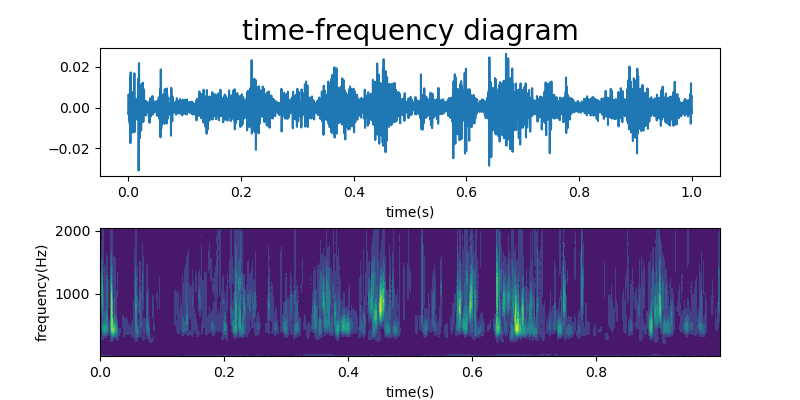 time-frequency diagram
0.02
0.00
−0.02
0.0 0.2 0.4 0.6 0.8 1.0
time(s)
2000
1000
frequency(Hz)
0.0 0.2 0.4 0.6 0.8
time(s)